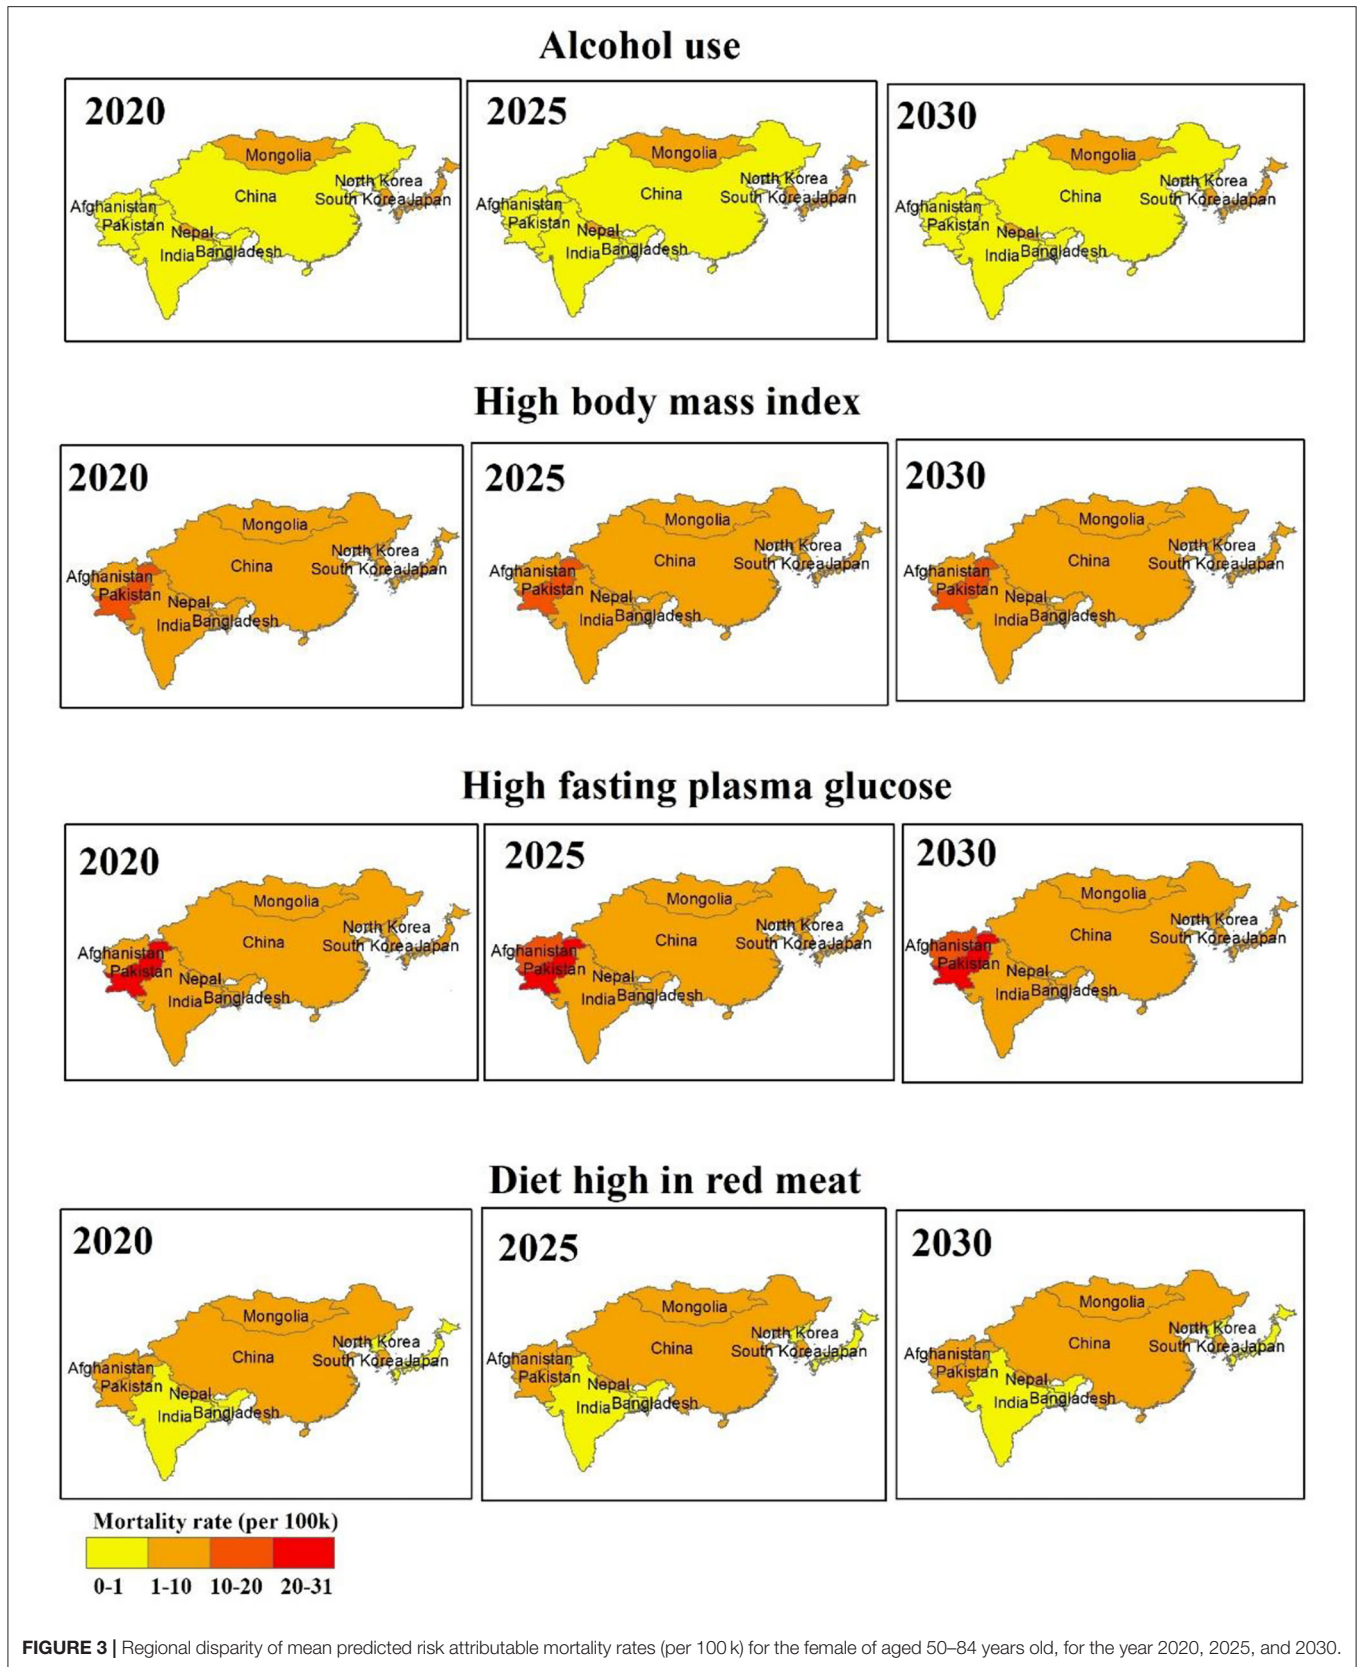 Alcohol use
2020
Mongolia
China
North Korea
South Korea Japan
Afghanistan
Pakistan
Nepal
India Bangladesh
2025
Mongolia
China
North Korea
South Korea Japan
Afghanistan
Pakistan
Nepal
India Bangladesh
2030
Mongolia
China
North Korea
South Korea Japan
Afghanistan
Pakistan
Nepal
India Bangladesh
High body mass index
2020
Mongolia
China
North Korea
South Korea Japan
Afghanistan
Pakistan
Nepal
India Bangladesh
2025
Mongolia
China
North Korea
South Korea Japan
Afghanistan
Pakistan
Nepal
India Bangladesh
2030
Mongolia
China
North Korea
South Korea Japan
Afghanistan
Pakistan
Nepal
India Bangladesh
High fasting plasma glucose
2020
Mongolia
China
North Korea
South Korea Japan
Afghanistan
Pakistan
Nepal
India Bangladesh
2025
Mongolia
China
North Korea
South Korea Japan
Afghanistan
Pakistan
Nepal
India Bangladesh
2030
Mongolia
China
North Korea
South Korea Japan
Afghanistan
Pakistan
Nepal
India Bangladesh
Diet high in red meat
2020
Mongolia
China
North Korea
South Korea Japan
Afghanistan
Pakistan
Nepal
India Bangladesh
2025
Mongolia
China
North Korea
South Korea Japan
Afghanistan
Pakistan
Nepal
India Bangladesh
2030
Mongolia
China
North Korea
South Korea Japan
Afghanistan
Pakistan
Nepal
India Bangladesh
Mortality rate (per 100k)
0-1 1-10 10-20 20-31
FIGURE 3 | Regional disparity of mean predicted risk attributable mortality rates (per 100 k) for the female of aged 50–84 years old, for the year 2020, 2025, and 2030.